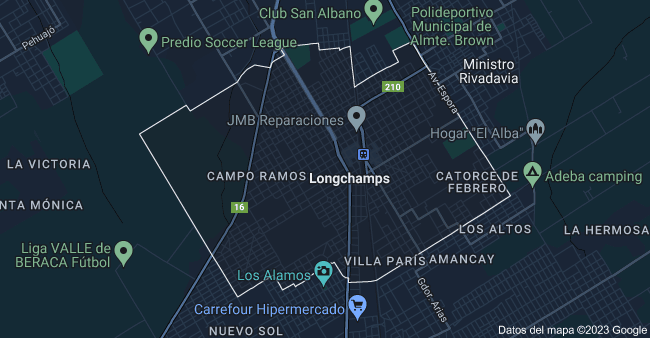 Club San Albano
Polideportivo
Municipal de
Almte. Brown
Pehuajó
Predio Soccer League
Ministro
Rivadavia
210
Av. Espora
JMB Reparaciones
Hogar "El Alba"
LA VICTORIA
CAMPO RAMOS
Longchamps
CATORCE DE
FEBRERO
Adeba camping
NTA MÓNICA
16
LOS ALTOS
LA HERMOSA
Liga VALLE de
BERACA Fútbol
VILLA PARÍS
AMANCAY
Los Alamos
Gdor. Arias
Carrefour Hipermercado
NUEVO SOL
Datos del mapa ©2023 Google